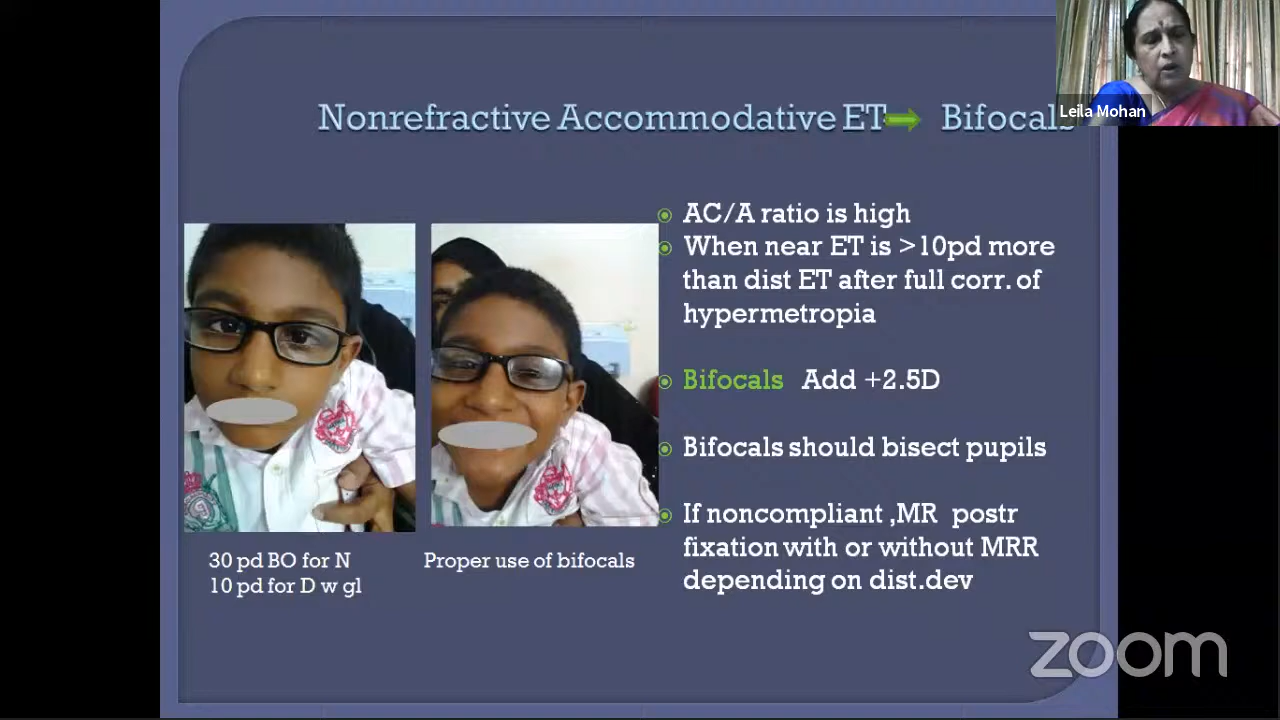 Nonrefractive Accommodative ET Bifocals
Leila Mohan
AC/A ratio is high
When near ET is >10pd more
than dist ET after full corr. of
hypermetropia
Bifocals Add +2.5D
Bifocals should bisect pupils
If noncompliant ,MR postr
fixation with or without MRR
depending on dist.dev
30 pd BO for N
10 pd for D w gl
Proper use of bifocals
zoom